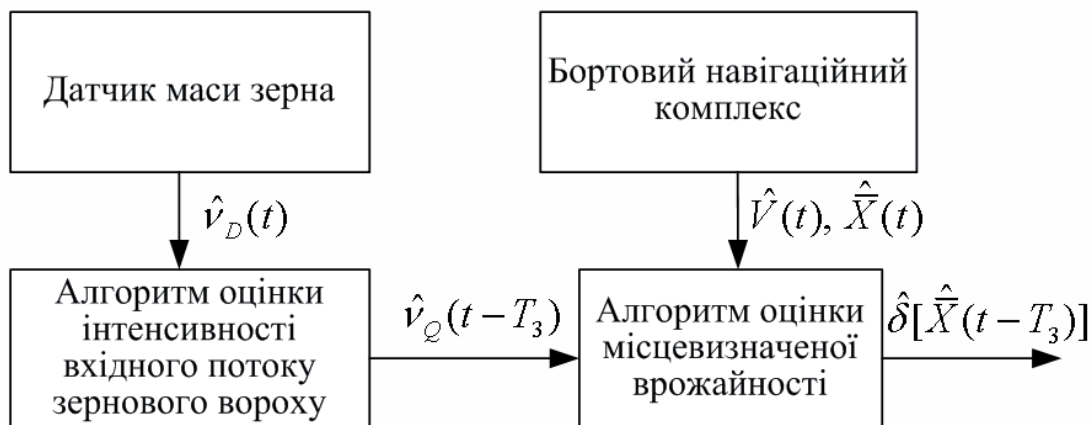 Датчик маси зерна
Бортовий навігаційний
комплекс
ν̂_D(t)
V̂(t), X̄̂(t)
Алгоритм оцінки
інтенсивності
вхідного потоку
зернового вороху
ν̂_Q(t − T_3)
Алгоритм оцінки
місцевизначеної
врожайності
δ̂[X̄̂(t − T_3)]